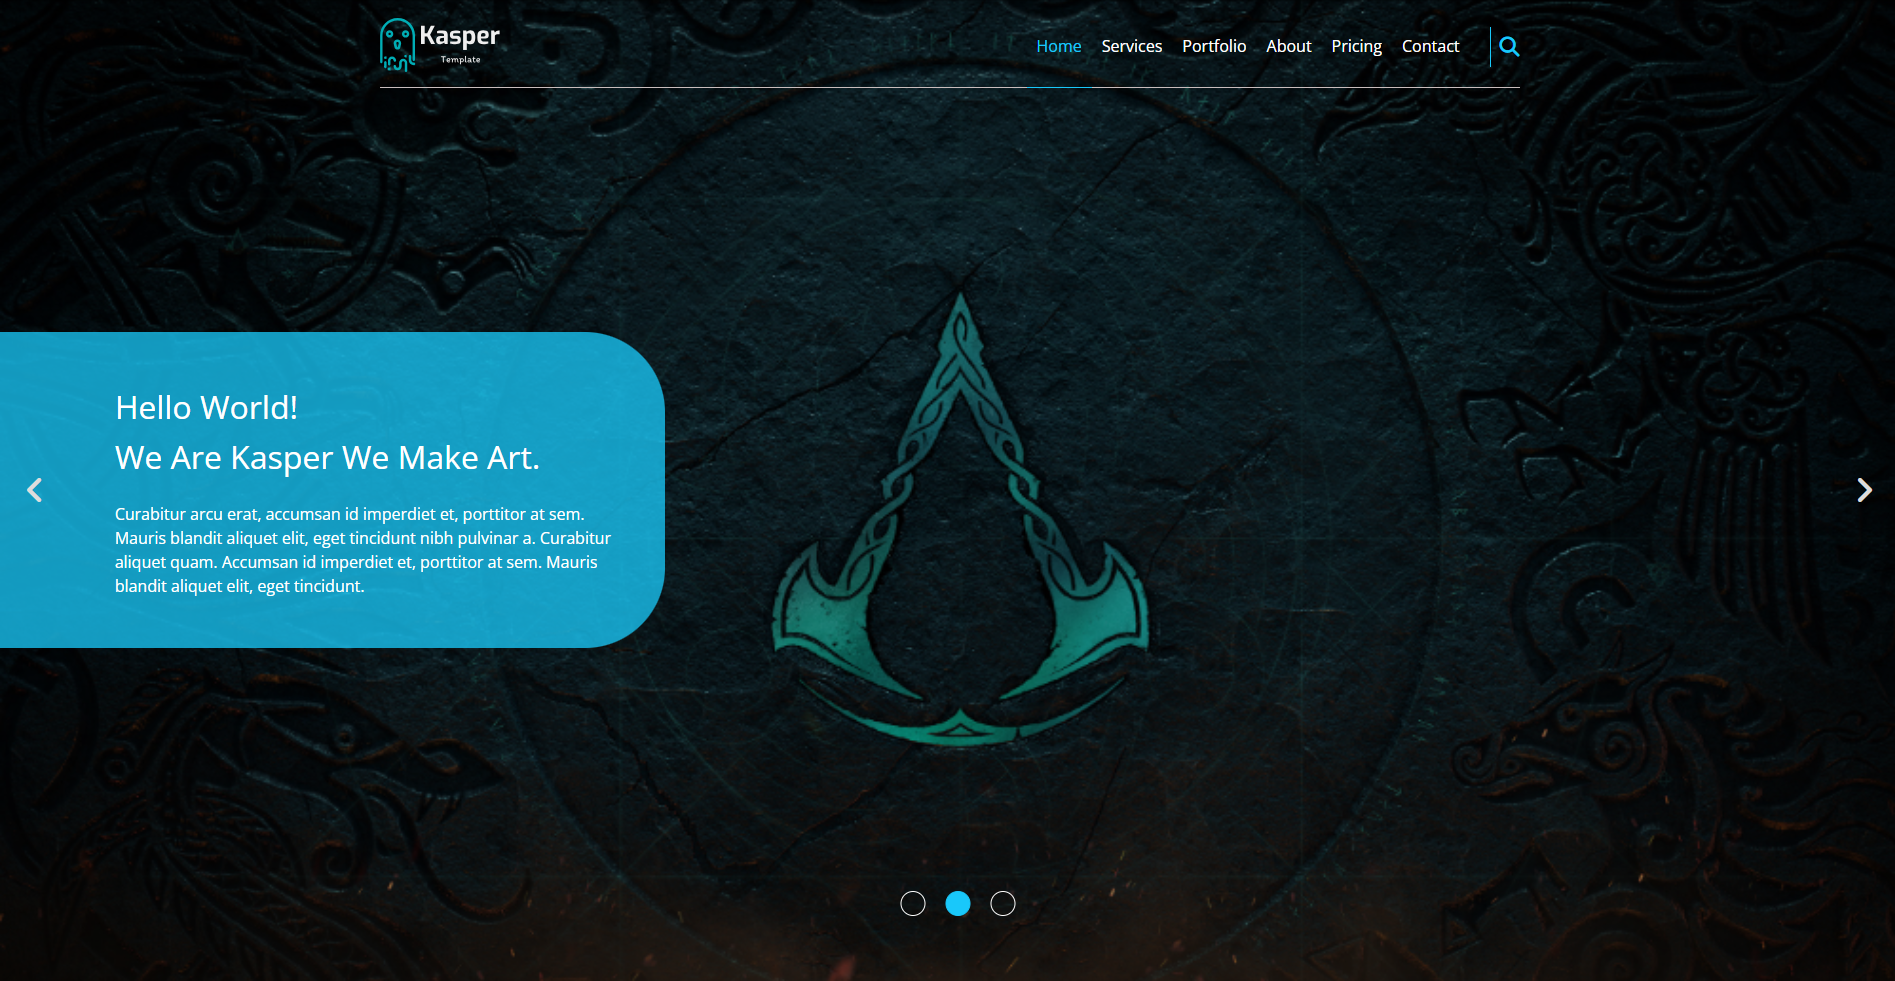 Kasper
Template
Home Services Portfolio About Pricing Contact
Hello World!
We Are Kasper We Make Art.
Curabitur arcu erat, accumsan id imperdiet et, porttitor at sem.
Mauris blandit aliquet elit, eget tincidunt nibh pulvinar a. Curabitur
aliquet quam. Accumsan id imperdiet et, porttitor at sem. Mauris
blandit aliquet elit, eget tincidunt.